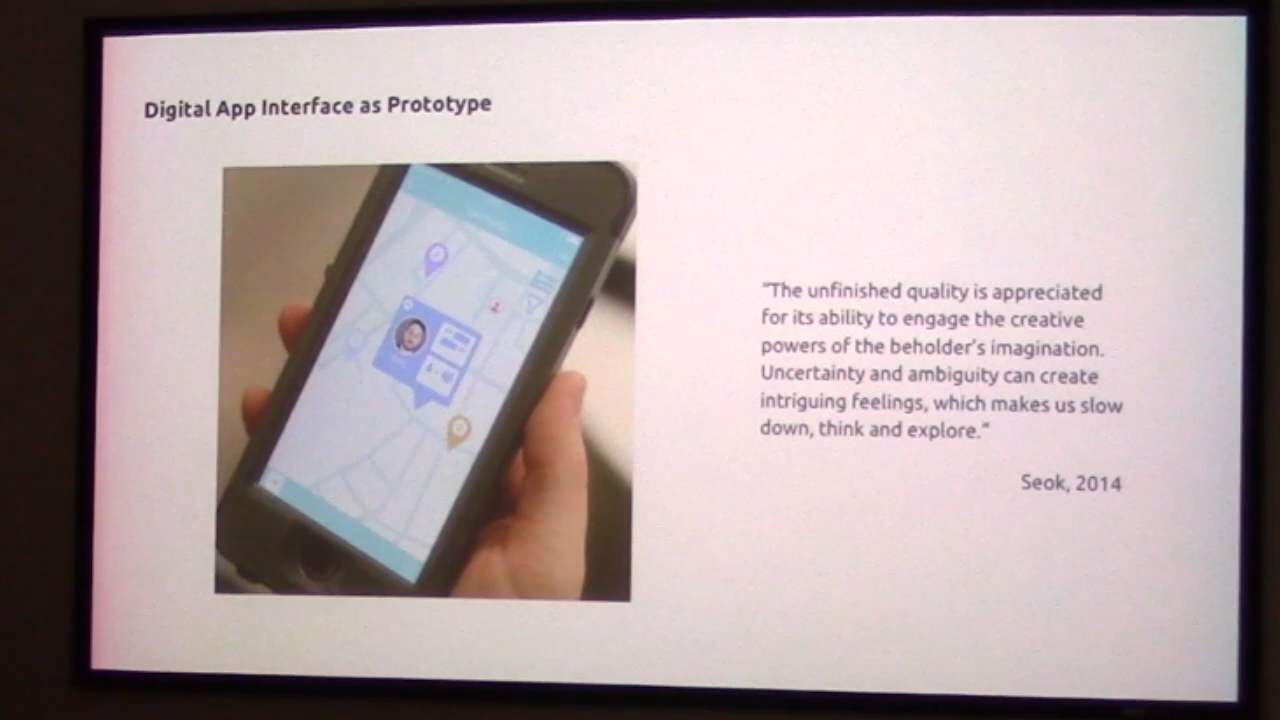 Digital App Interface as Prototype
"The unfinished quality is appreciated
for its ability to engage the creative
powers of the beholder's imagination.
Uncertainty and ambiguity can create
intriguing feelings, which makes us slow
down, think and explore."
Seok, 2014